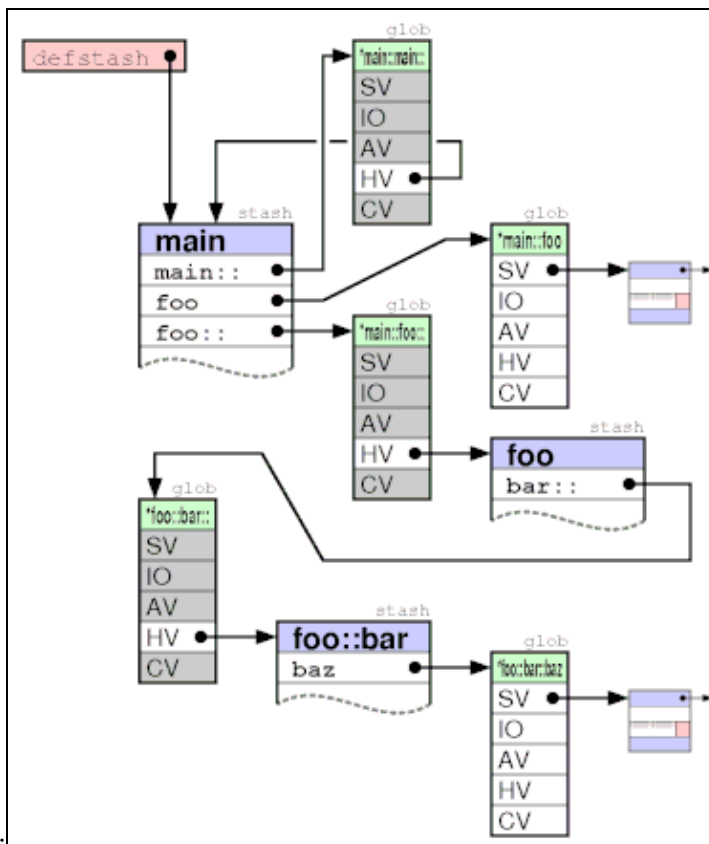 glob
defstash
*main::main::
SV
IO
AV
HV
CV
stash
main
main::
foo
foo::
glob
*main::foo
SV
IO
AV
HV
CV
glob
*main::foo::
SV
IO
AV
HV
CV
stash
foo
bar::
glob
*foo::bar::
SV
IO
AV
HV
CV
stash
foo::bar
baz
glob
*foo::bar::baz
SV
IO
AV
HV
CV